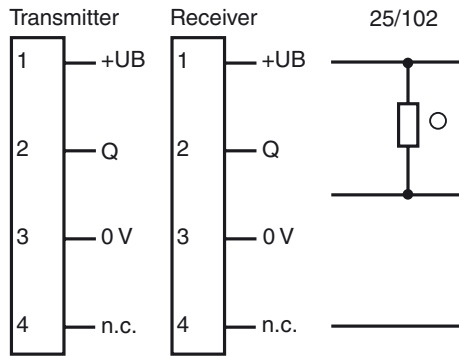 Transmitter Receiver 25/102
1 +UB 1 +UB
2 Q 2 Q
3 0 V 3 0 V
4 n.c. 4 n.c.